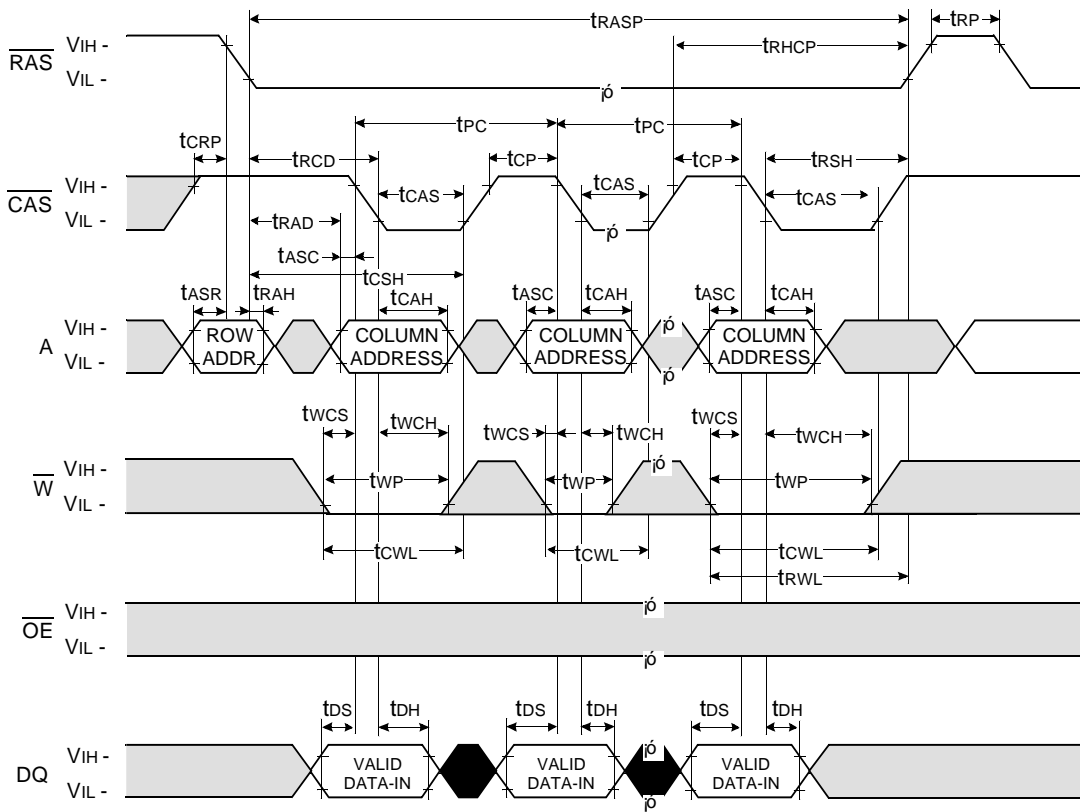 tRASP tRP
RAS VIH - tRHCP
VIL -
¡ó
tPC tPC
tCRP tRCD tCP tCP tRSH
CAS VIH - tCAS tCAS tCAS
VIL - tRAD ¡ó
tASC tCSH
tASR tRAH tCAH tASC tCAH tASC tCAH
A VIH - ROW COLUMN COLUMN ¡ó COLUMN
VIL - ADDR ADDRESS ADDRESS ¡ó ADDRESS
tWCS tWCH tWCS tWCH tWCS tWCH
W VIH - tWP tWP ¡ó tWP
VIL -
tCWL tCWL tCWL
tRWL
OE VIH - ¡ó
VIL - ¡ó
tDS tDH tDS tDH tDS tDH
DQ VIH - VALID VALID ¡ó VALID
VIL - DATA-IN DATA-IN ¡ó DATA-IN